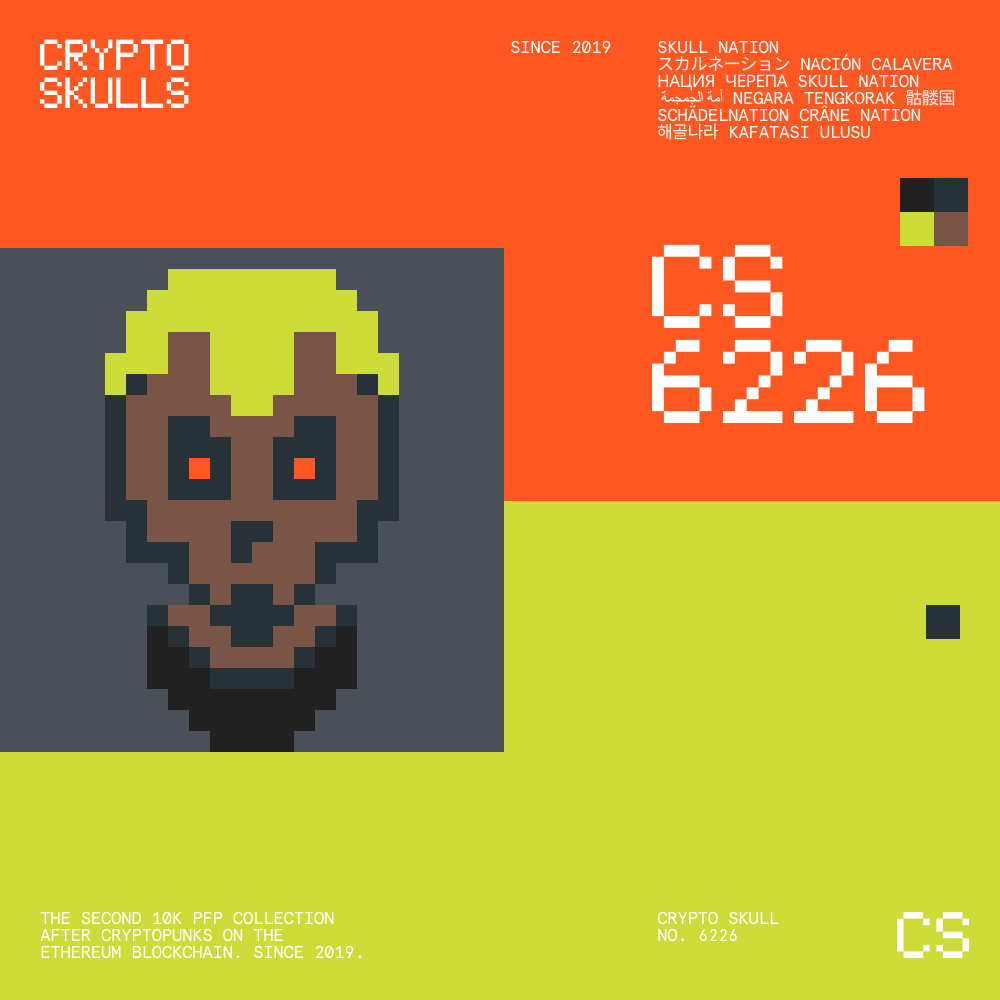 CRYPTO
SKULLS
SINCE 2019
SKULL NATION
スカルネーション NACIÓN CALAVERA
НАЦИЯ ЧЕРЕПА SKULL NATION
أمة الجمجمة NEGARA TENGKORAK 骷髅国
SCHÄDELNATION CRÂNE NATION
해골나라 KAFATASI ULUSU
CS
6226
THE SECOND 10K PFP COLLECTION
AFTER CRYPTOPUNKS ON THE
ETHEREUM BLOCKCHAIN. SINCE 2019.
CRYPTO SKULL
NO. 6226
CS